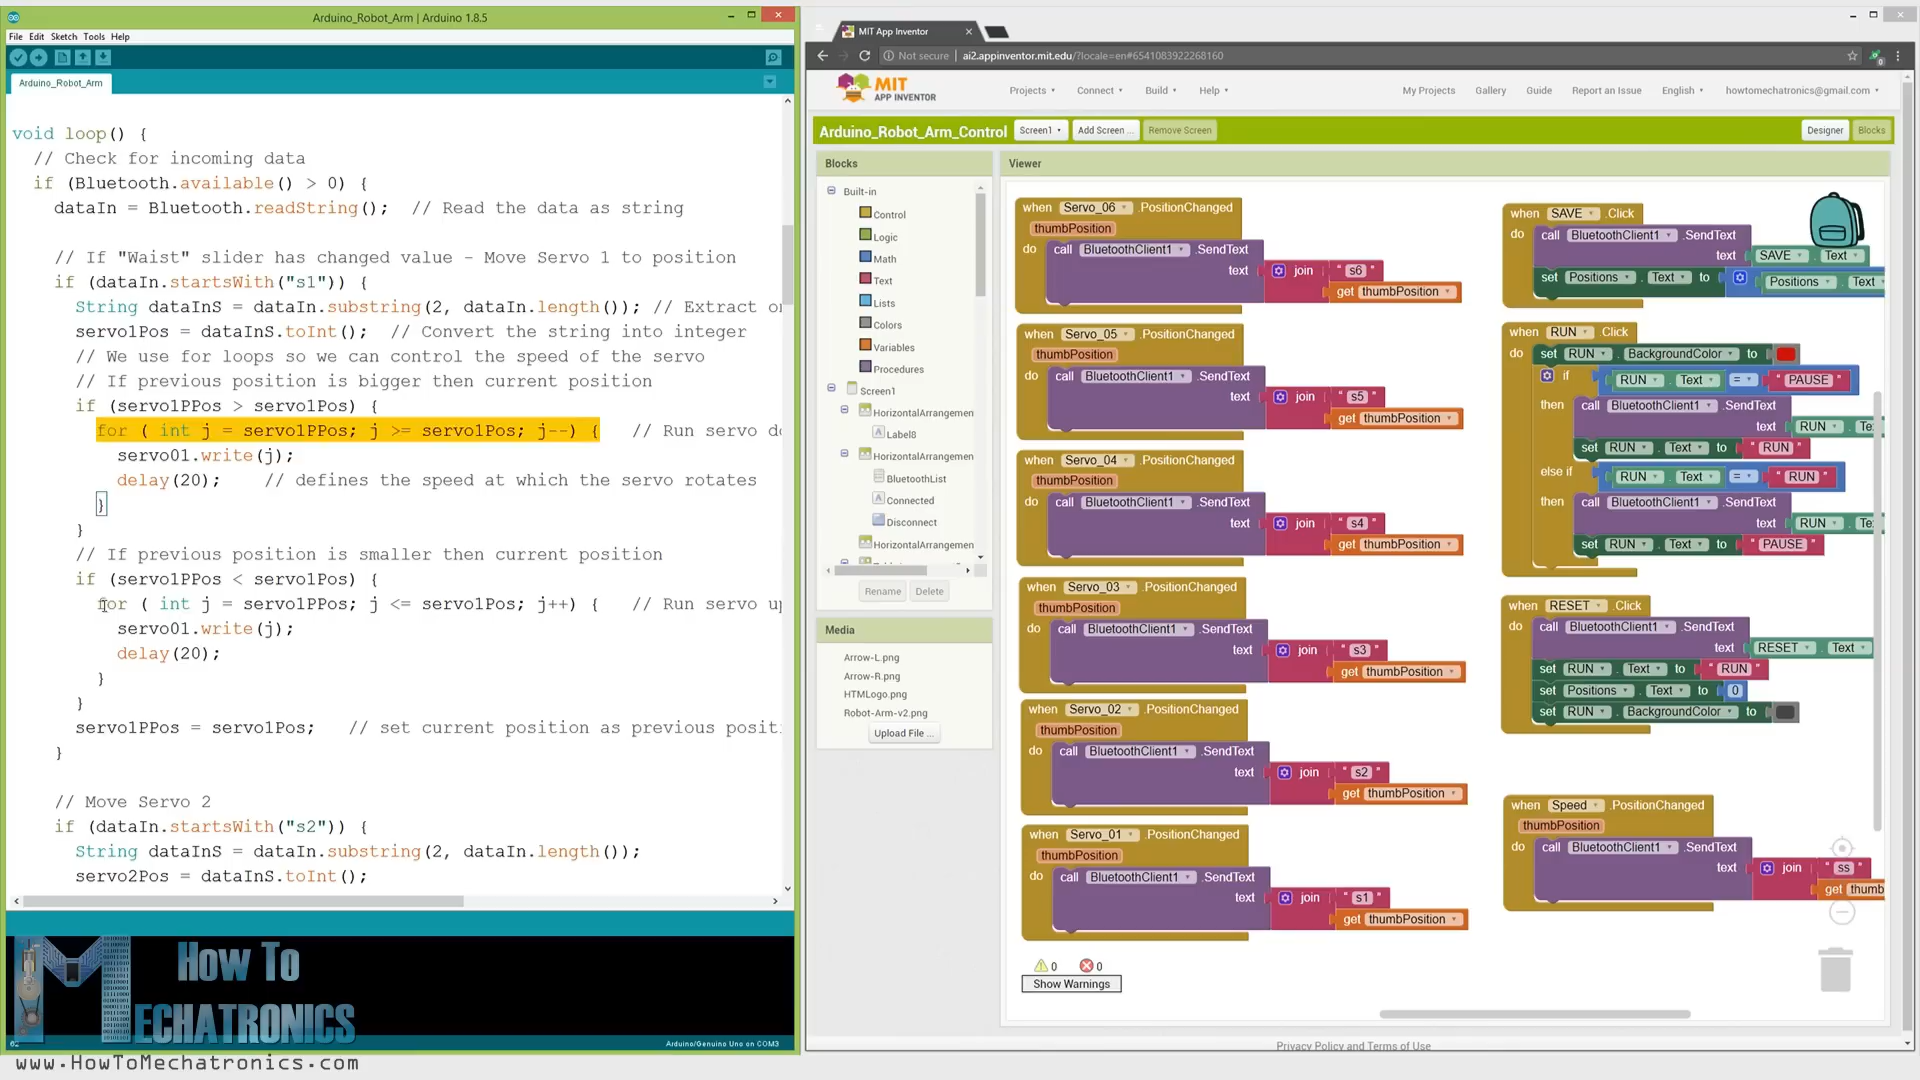 Arduino_Robot_Arm | Arduino 1.8.5
File Edit Sketch Tools Help
Arduino_Robot_Arm
void loop() {
// Check for incoming data
if (Bluetooth.available() > 0) {
dataIn = Bluetooth.readString();  // Read the data as string
// If "Waist" slider has changed value - Move Servo 1 to position
if (dataIn.startsWith("s1")) {
String dataInS = dataIn.substring(2, dataIn.length()); // Extract on
servo1Pos = dataInS.toInt();  // Convert the string into integer
// We use for loops so we can control the speed of the servo
// If previous position is bigger then current position
if (servo1PPos > servo1Pos) {
for ( int j = servo1PPos; j >= servo1Pos; j--) {   // Run servo do
servo01.write(j);
delay(20);    // defines the speed at which the servo rotates
}
}
// If previous position is smaller then current position
if (servo1PPos < servo1Pos) {
for ( int j = servo1PPos; j <= servo1Pos; j++) {   // Run servo up
servo01.write(j);
delay(20);
}
}
servo1PPos = servo1Pos;   // set current position as previous posit
}
// Move Servo 2
if (dataIn.startsWith("s2")) {
String dataInS = dataIn.substring(2, dataIn.length());
servo2Pos = dataInS.toInt();
How To
MECHATRONICS
62
Arduino/Genuino Uno on COM3
www.HowToMechatronics.com
MIT App Inventor
Not secure | ai2.appinventor.mit.edu/?locale=en#6541083922268160
MIT
APP INVENTOR
Projects Connect Build Help
My Projects Gallery Guide Report an Issue English howtomechatronics@gmail.com
Arduino_Robot_Arm_Control Screen1 Add Screen ... Remove Screen
Designer Blocks
Blocks
Built-in
Control
Logic
Math
Text
Lists
Colors
Variables
Procedures
Screen1
HorizontalArrangemen
Label8
HorizontalArrangemen
BluetoothList
Connected
Disconnect
HorizontalArrangemen
Rename Delete
Media
Arrow-L.png
Arrow-R.png
HTMLogo.png
Robot-Arm-v2.png
Upload File ...
Viewer
when Servo_06 .PositionChanged
thumbPosition
do call BluetoothClient1 .SendText
text join " s6 "
get thumbPosition
when Servo_05 .PositionChanged
thumbPosition
do call BluetoothClient1 .SendText
text join " s5 "
get thumbPosition
when Servo_04 .PositionChanged
thumbPosition
do call BluetoothClient1 .SendText
text join " s4 "
get thumbPosition
when Servo_03 .PositionChanged
thumbPosition
do call BluetoothClient1 .SendText
text join " s3 "
get thumbPosition
when Servo_02 .PositionChanged
thumbPosition
do call BluetoothClient1 .SendText
text join " s2 "
get thumbPosition
when Servo_01 .PositionChanged
thumbPosition
do call BluetoothClient1 .SendText
text join " s1 "
get thumbPosition
0 0
Show Warnings
when SAVE .Click
do call BluetoothClient1 .SendText
text SAVE . Text
set Positions . Text to Positions . Text
when RUN .Click
do set RUN . BackgroundColor to
if RUN . Text = " PAUSE "
then call BluetoothClient1 .SendText
text RUN . Te
set RUN . Text to " RUN "
else if RUN . Text = " RUN "
then call BluetoothClient1 .SendText
text RUN . Te
set RUN . Text to " PAUSE "
when RESET .Click
do call BluetoothClient1 .SendText
text RESET . Text
set RUN . Text to " RUN "
set Positions . Text to 0
set RUN . BackgroundColor to
when Speed .PositionChanged
thumbPosition
do call BluetoothClient1 .SendText
text join " ss "
get thumb
Privacy Policy and Terms of Use